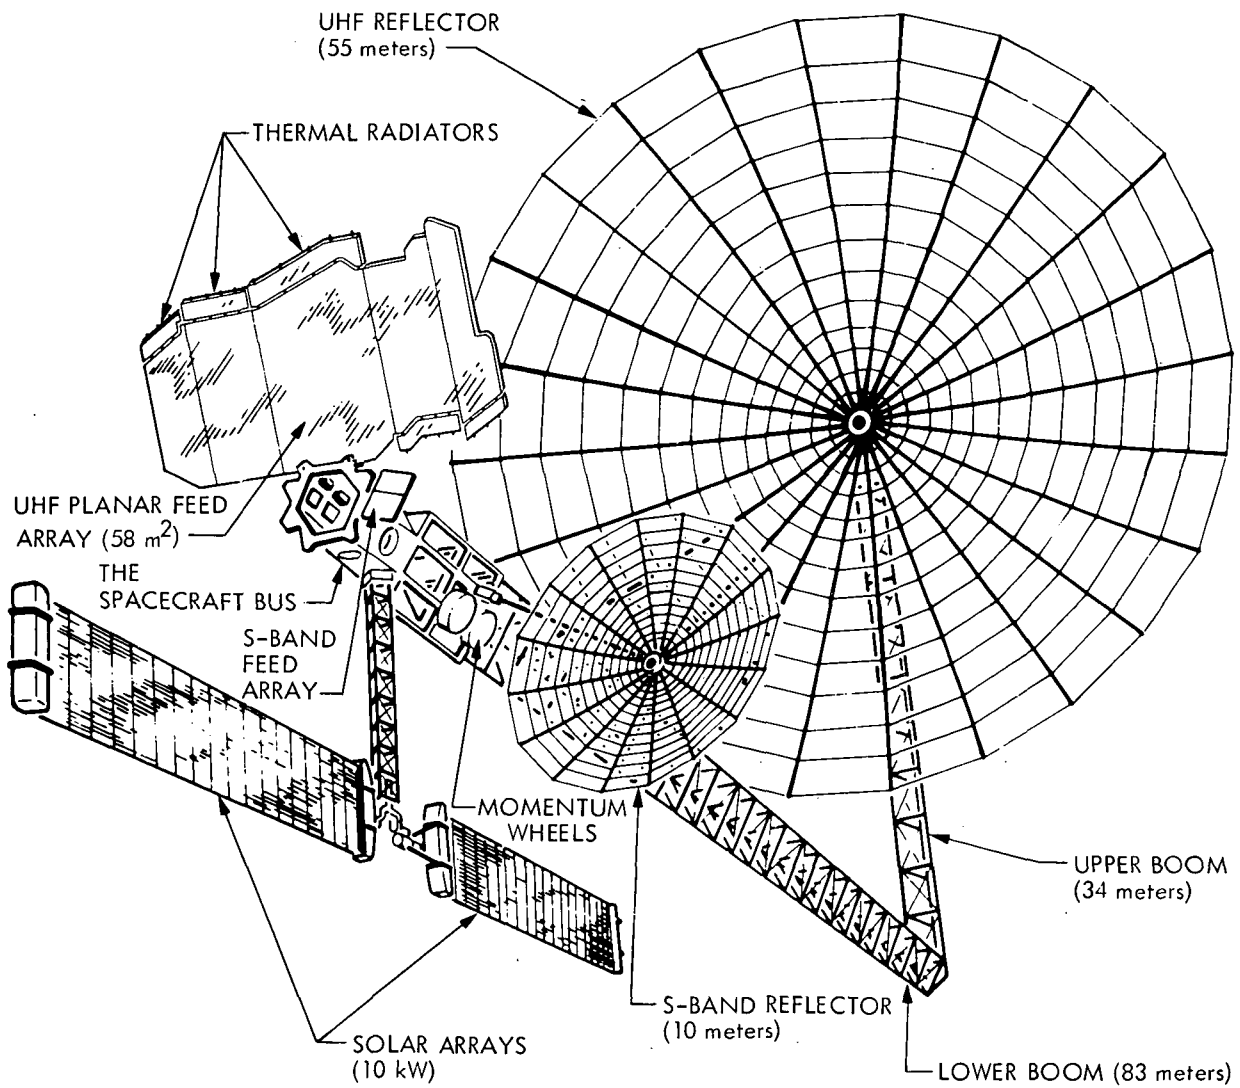 UHF REFLECTOR
(55 meters)
THERMAL RADIATORS
UHF PLANAR FEED
ARRAY (58 m²)
THE
SPACECRAFT BUS
S-BAND
FEED
ARRAY
MOMENTUM
WHEELS
UPPER BOOM
(34 meters)
S-BAND REFLECTOR
(10 meters)
SOLAR ARRAYS
(10 kW)
LOWER BOOM (83 meters)